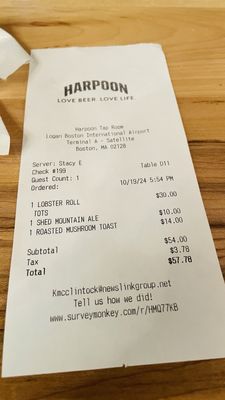 HARPOON
LOVE BEER. LOVE LIFE.
Harpoon Tap Room
Logan Boston International Airport
Terminal A - Satellite
Boston, MA 02128
Server: Stacy E Table D11
Check #199
Guest Count: 1 10/19/24 5:54 PM
Ordered:
1 LOBSTER ROLL $30.00
TOTS
1 SHED MOUNTAIN ALE $10.00
1 ROASTED MUSHROOM TOAST $14.00
Subtotal $54.00
Tax $3.78
Total $57.78
Kmcclintock@newslinkgroup.net
Tell us how we did!
www.surveymonkey.com/r/HMQ77KB